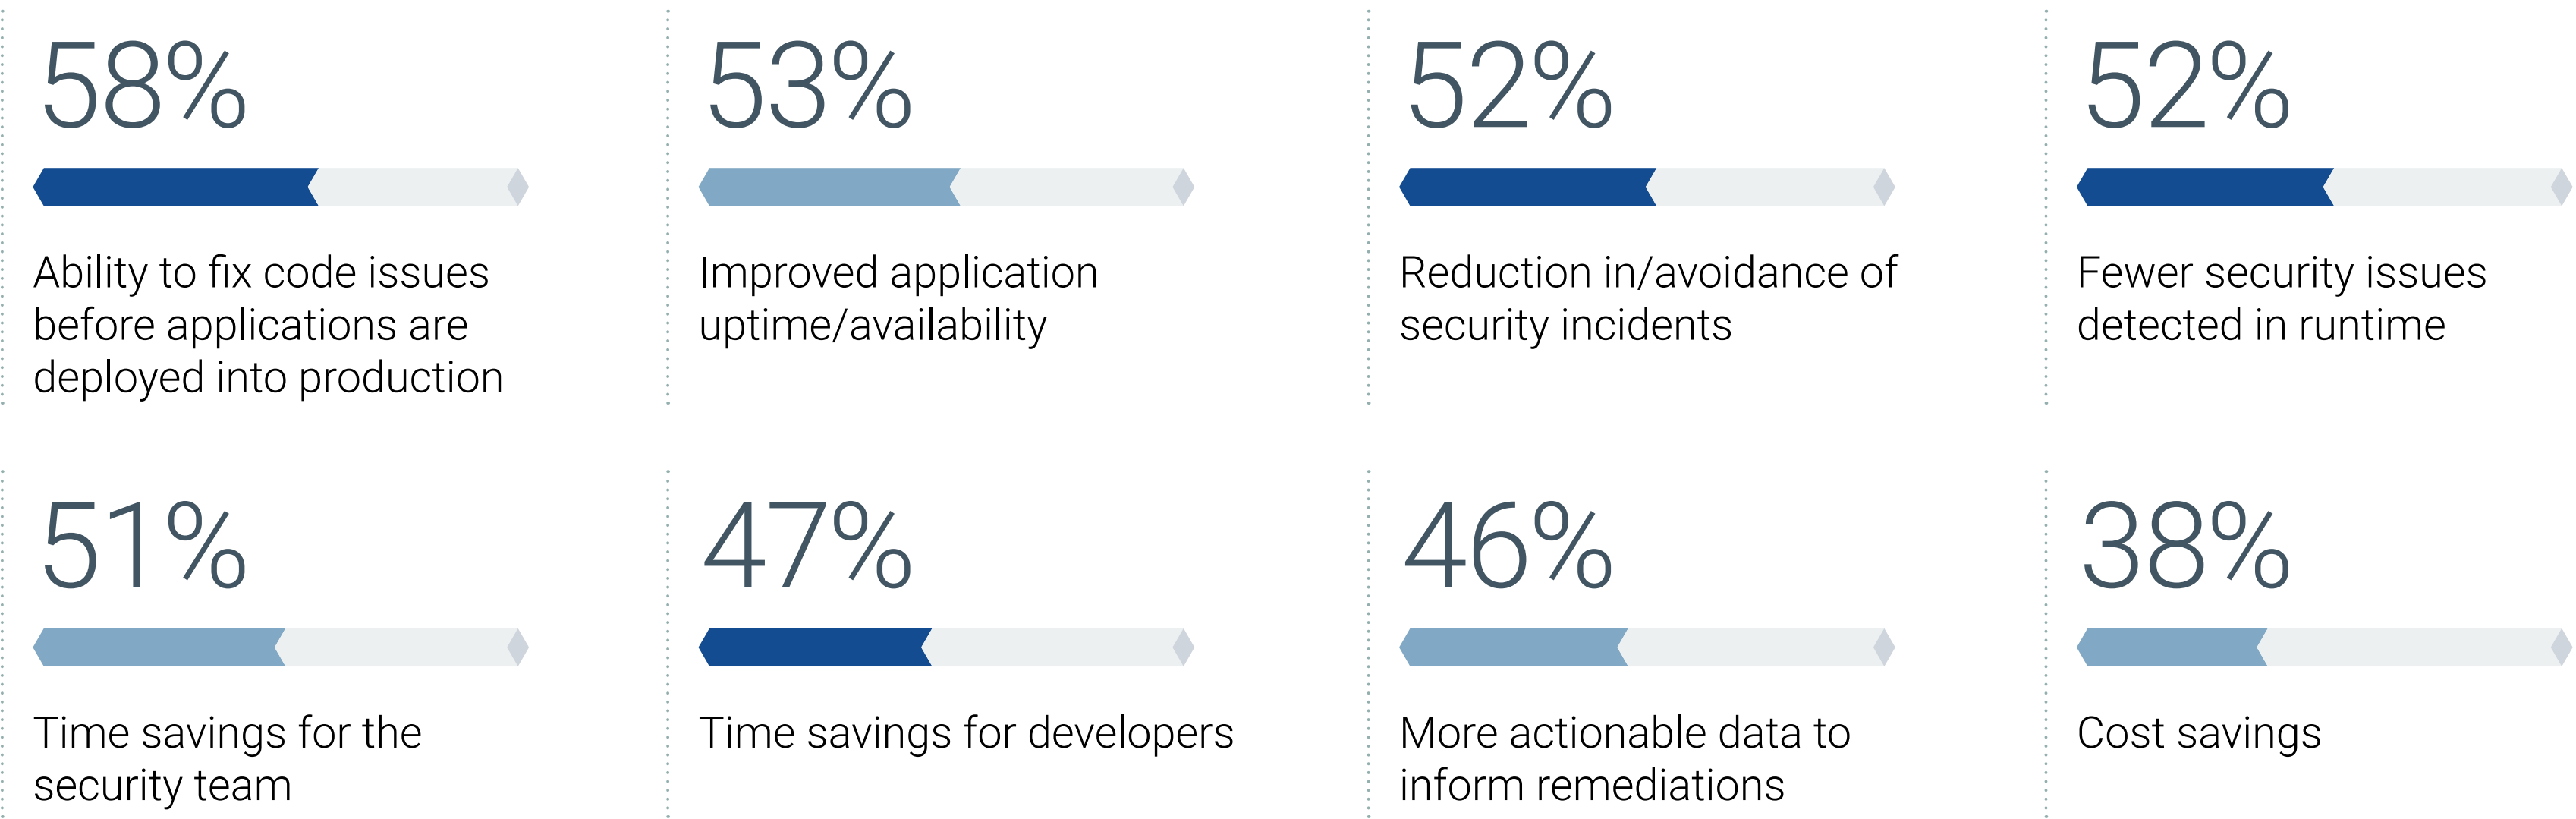 58%
Ability to fix code issues
before applications are
deployed into production
53%
Improved application
uptime/availability
52%
Reduction in/avoidance of
security incidents
52%
Fewer security issues
detected in runtime
51%
Time savings for the
security team
47%
Time savings for developers
46%
More actionable data to
inform remediations
38%
Cost savings